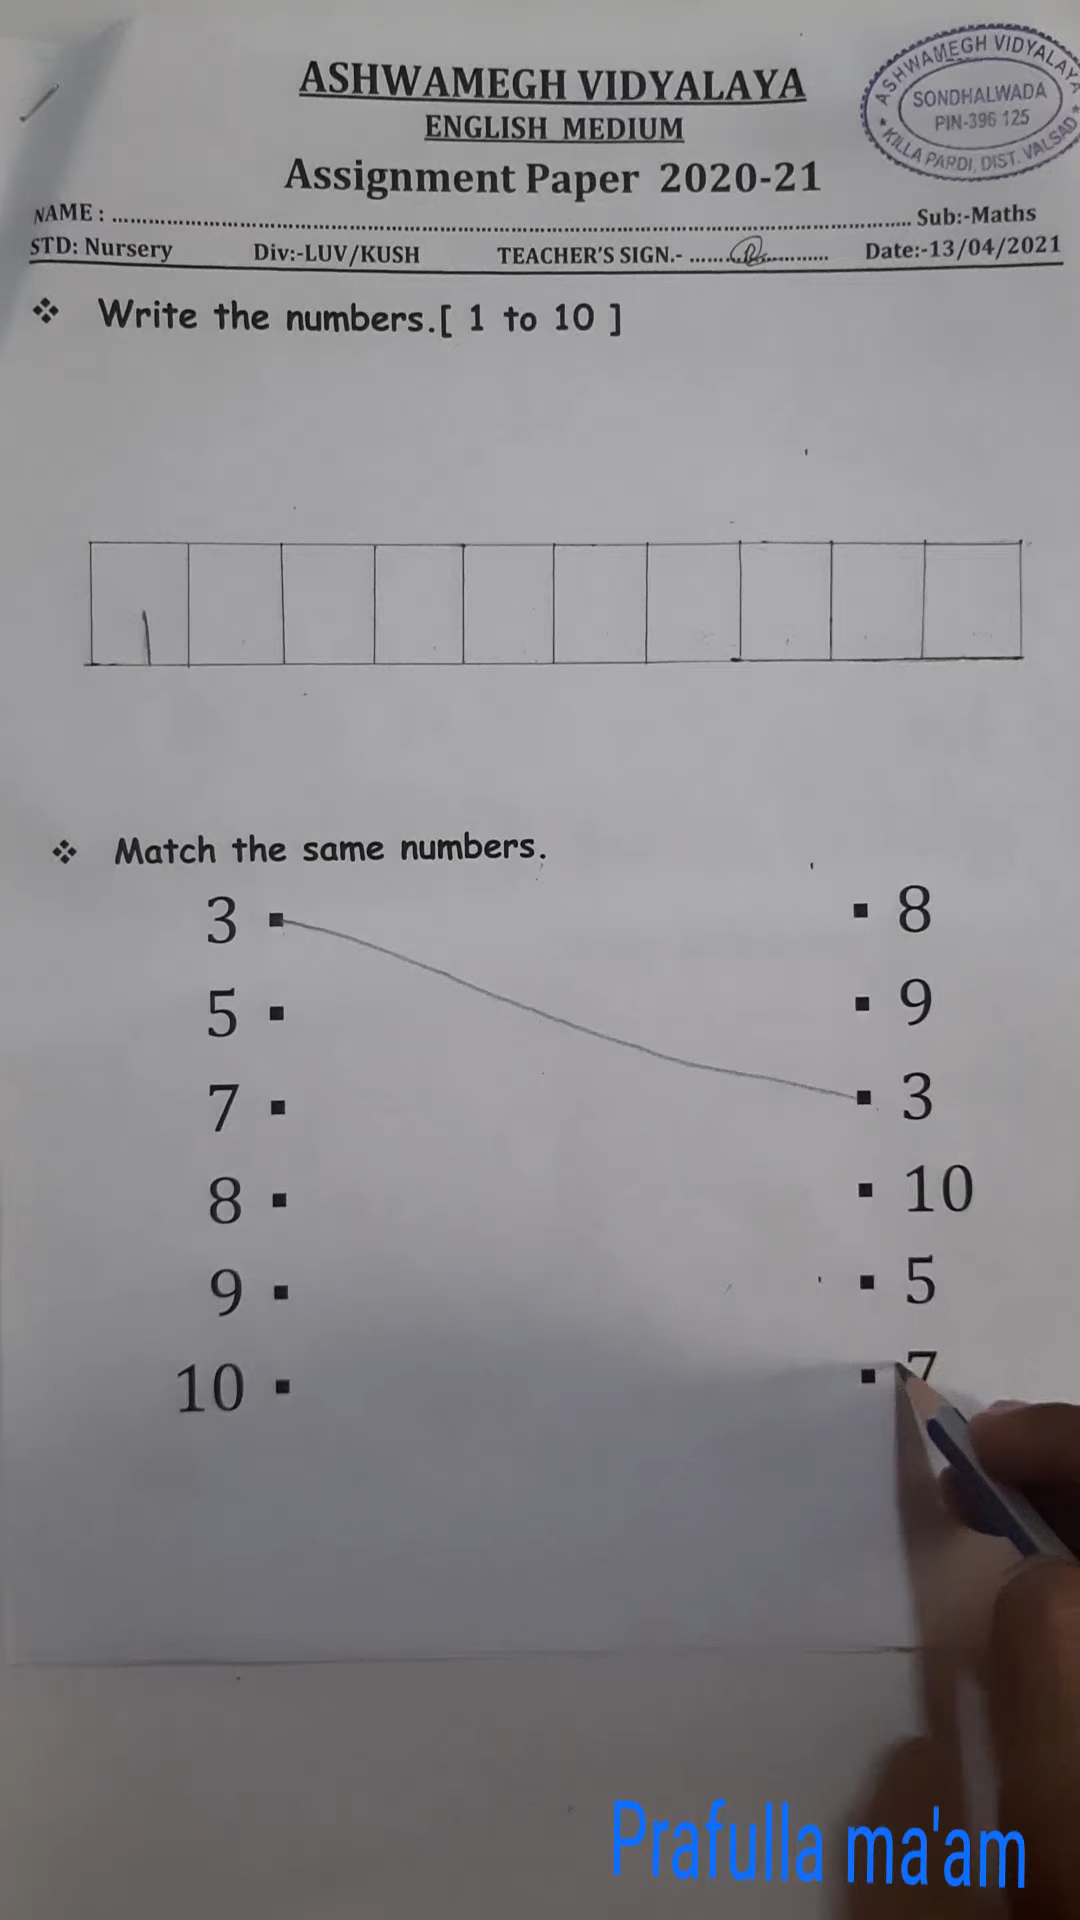 ASHWAMEGH VIDYALAYA
ENGLISH MEDIUM
Assignment Paper 2020-21
ASHWAMEGH VIDYALAYA
SONDHALWADA
PIN-396 125
* KILLA PARDI, DIST. VALSAD *
NAME : ........................................ Sub:-Maths
STD: Nursery Div:-LUV/KUSH TEACHER'S SIGN.- .................... Date:-13/04/2021
❖ Write the numbers.[ 1 to 10 ]
1
❖ Match the same numbers.
3 ▪ ▪ 8
5 ▪ ▪ 9
7 ▪ ▪ 3
8 ▪ ▪ 10
9 ▪ ▪ 5
10 ▪ ▪ 7
Prafulla ma'am